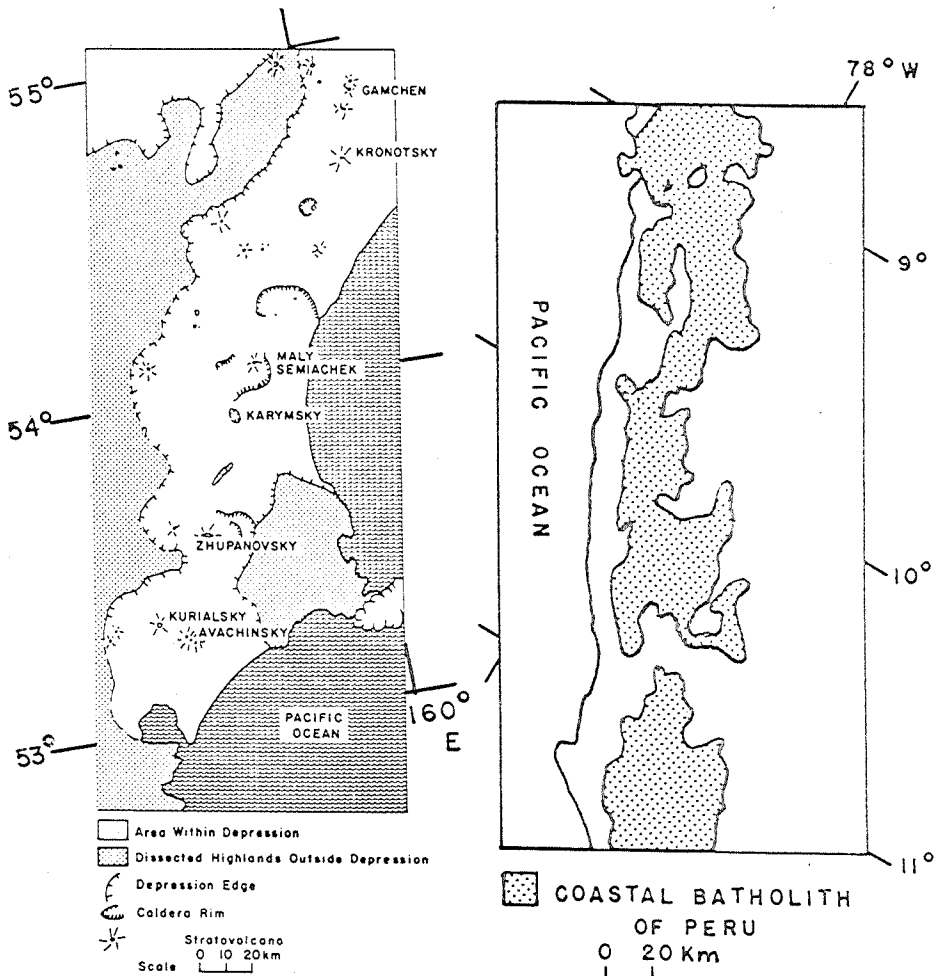 55°
GAMCHEN
KRONOTSKY
MALY
SEMIACHEK
54°
KARYMSKY
ZHUPANOVSKY
KURIALSKY
AVACHINSKY
PACIFIC
OCEAN
160°
E
53°
Area Within Depression
Dissected Highlands Outside Depression
Depression Edge
Caldera Rim
Stratovolcano
Scale
0 10 20km
78° W
9°
PACIFIC OCEAN
10°
11°
COASTAL BATHOLITH
OF PERU
0 20 Km